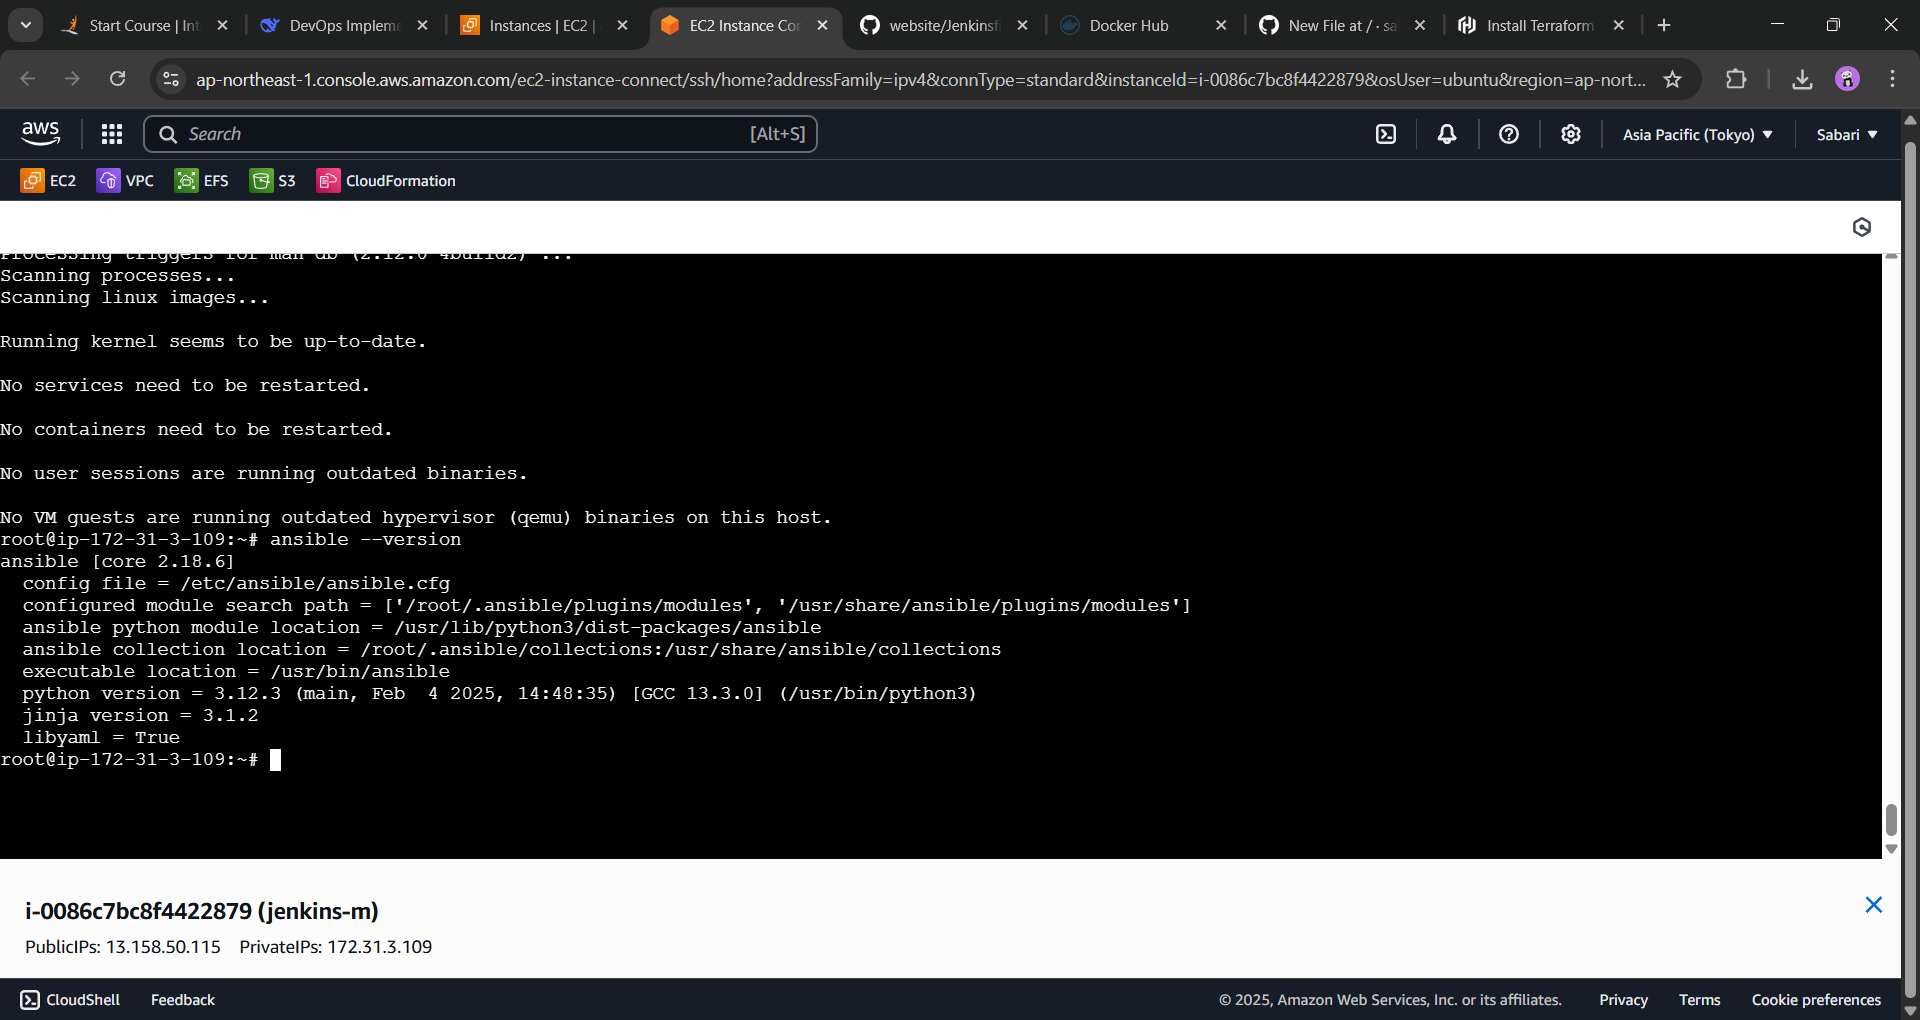 Start Course | Int
DevOps Impleme
Instances | EC2 |
EC2 Instance Cor
website/Jenkinsfi
Docker Hub
New File at / · sa
Install Terraform
ap-northeast-1.console.aws.amazon.com/ec2-instance-connect/ssh/home?addressFamily=ipv4&connType=standard&instanceId=i-0086c7bc8f4422879&osUser=ubuntu&region=ap-nort...
aws
Search
[Alt+S]
Asia Pacific (Tokyo)
Sabari
EC2
VPC
EFS
S3
CloudFormation
Processing triggers for man-db (2.12.0-4build2) ...
Scanning processes...
Scanning linux images...
Running kernel seems to be up-to-date.
No services need to be restarted.
No containers need to be restarted.
No user sessions are running outdated binaries.
No VM guests are running outdated hypervisor (qemu) binaries on this host.
root@ip-172-31-3-109:~# ansible --version
ansible [core 2.18.6]
  config file = /etc/ansible/ansible.cfg
  configured module search path = ['/root/.ansible/plugins/modules', '/usr/share/ansible/plugins/modules']
  ansible python module location = /usr/lib/python3/dist-packages/ansible
  ansible collection location = /root/.ansible/collections:/usr/share/ansible/collections
  executable location = /usr/bin/ansible
  python version = 3.12.3 (main, Feb  4 2025, 14:48:35) [GCC 13.3.0] (/usr/bin/python3)
  jinja version = 3.1.2
  libyaml = True
root@ip-172-31-3-109:~#
i-0086c7bc8f4422879 (jenkins-m)
PublicIPs: 13.158.50.115 PrivateIPs: 172.31.3.109
CloudShell
Feedback
© 2025, Amazon Web Services, Inc. or its affiliates.
Privacy
Terms
Cookie preferences